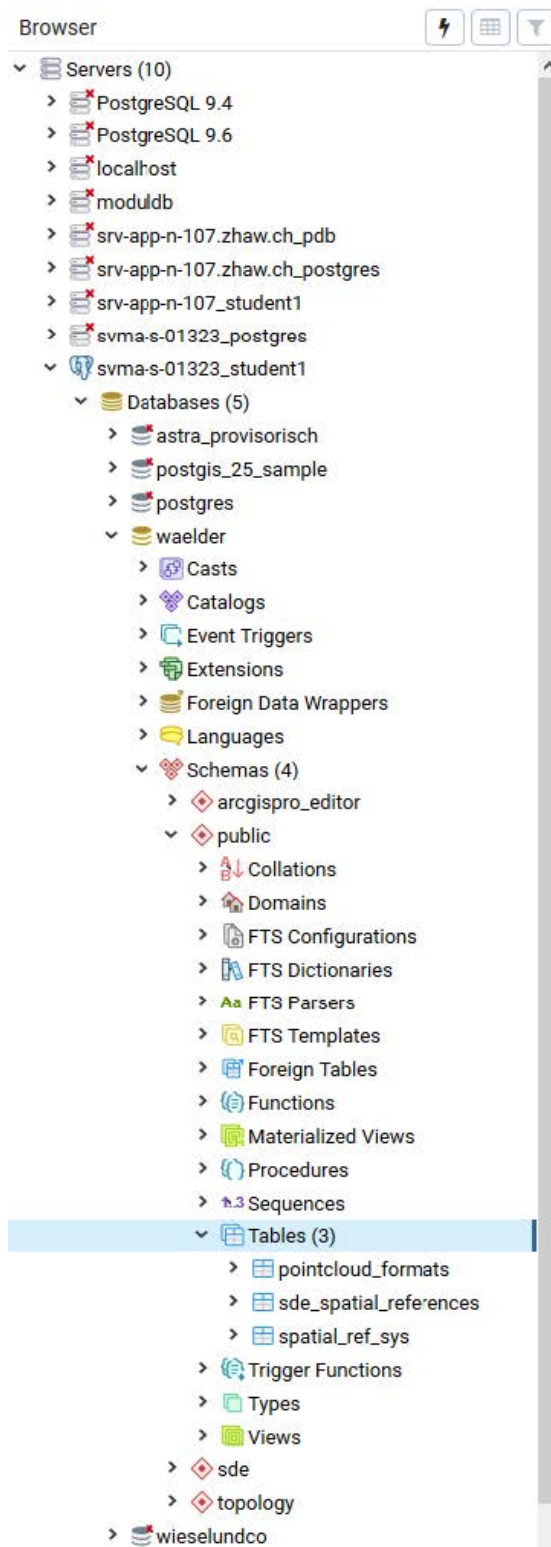 Browser
Servers (10)
PostgreSQL 9.4
PostgreSQL 9.6
localhost
moduldb
srv-app-n-107.zhaw.ch_pdb
srv-app-n-107.zhaw.ch_postgres
srv-app-n-107_student1
svma-s-01323_postgres
svma-s-01323_student1
Databases (5)
astra_provisorisch
postgis_25_sample
postgres
waelder
Casts
Catalogs
Event Triggers
Extensions
Foreign Data Wrappers
Languages
Schemas (4)
arcgispro_editor
public
Collations
Domains
FTS Configurations
FTS Dictionaries
Aa FTS Parsers
FTS Templates
Foreign Tables
Functions
Materialized Views
Procedures
1..3 Sequences
Tables (3)
pointcloud_formats
sde_spatial_references
spatial_ref_sys
Trigger Functions
Types
Views
sde
topology
wieselundco